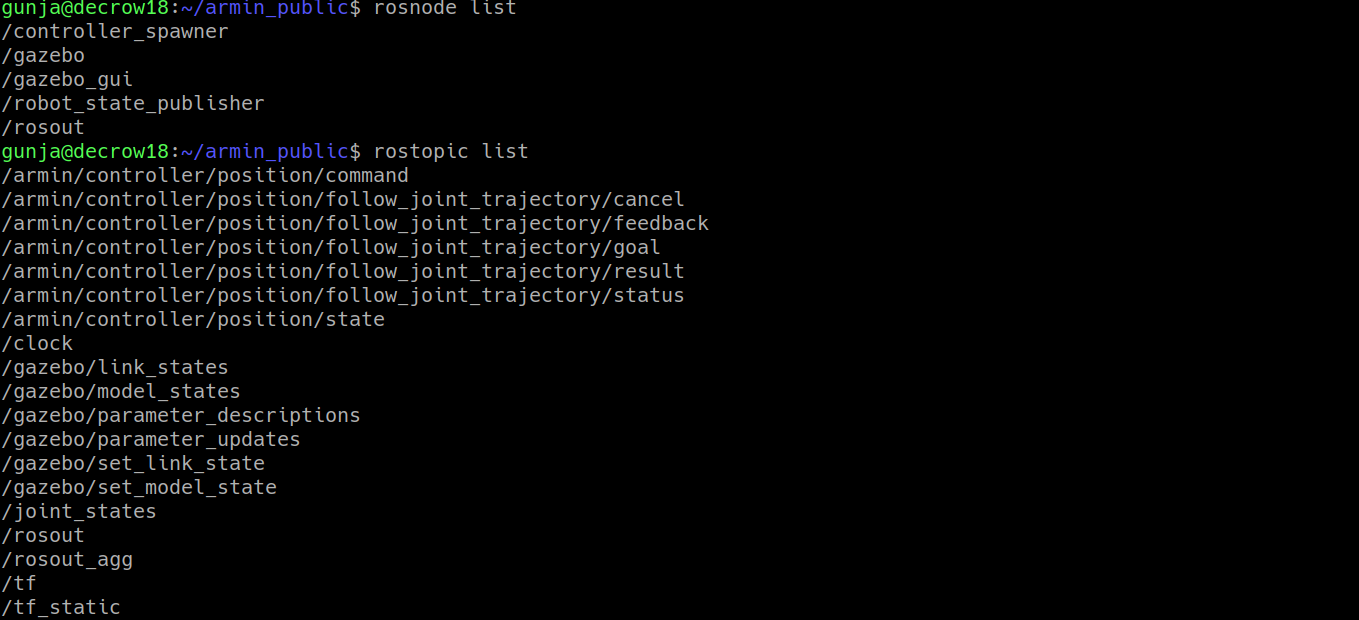 gunja@decrow18:~/armin_public$ rosnode list
/controller_spawner
/gazebo
/gazebo_gui
/robot_state_publisher
/rosout
gunja@decrow18:~/armin_public$ rostopic list
/armin/controller/position/command
/armin/controller/position/follow_joint_trajectory/cancel
/armin/controller/position/follow_joint_trajectory/feedback
/armin/controller/position/follow_joint_trajectory/goal
/armin/controller/position/follow_joint_trajectory/result
/armin/controller/position/follow_joint_trajectory/status
/armin/controller/position/state
/clock
/gazebo/link_states
/gazebo/model_states
/gazebo/parameter_descriptions
/gazebo/parameter_updates
/gazebo/set_link_state
/gazebo/set_model_state
/joint_states
/rosout
/rosout_agg
/tf
/tf_static